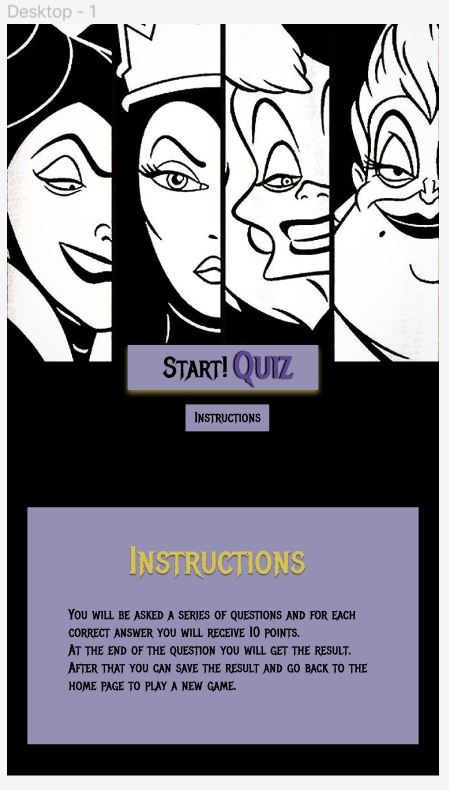 Desktop - 1
Start! Quiz
Instructions
Instructions
You will be asked a series of questions and for each
correct answer you will receive 10 points.
At the end of the question you will get the result.
After that you can save the result and go back to the
home page to play a new game.